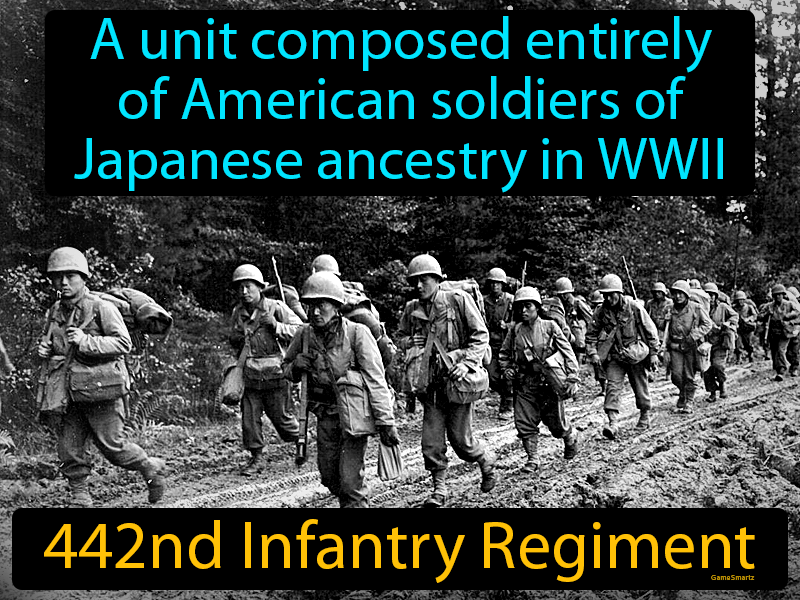 A unit composed entirely
of American soldiers of
Japanese ancestry in WWII
442nd Infantry Regiment
GameSmartz